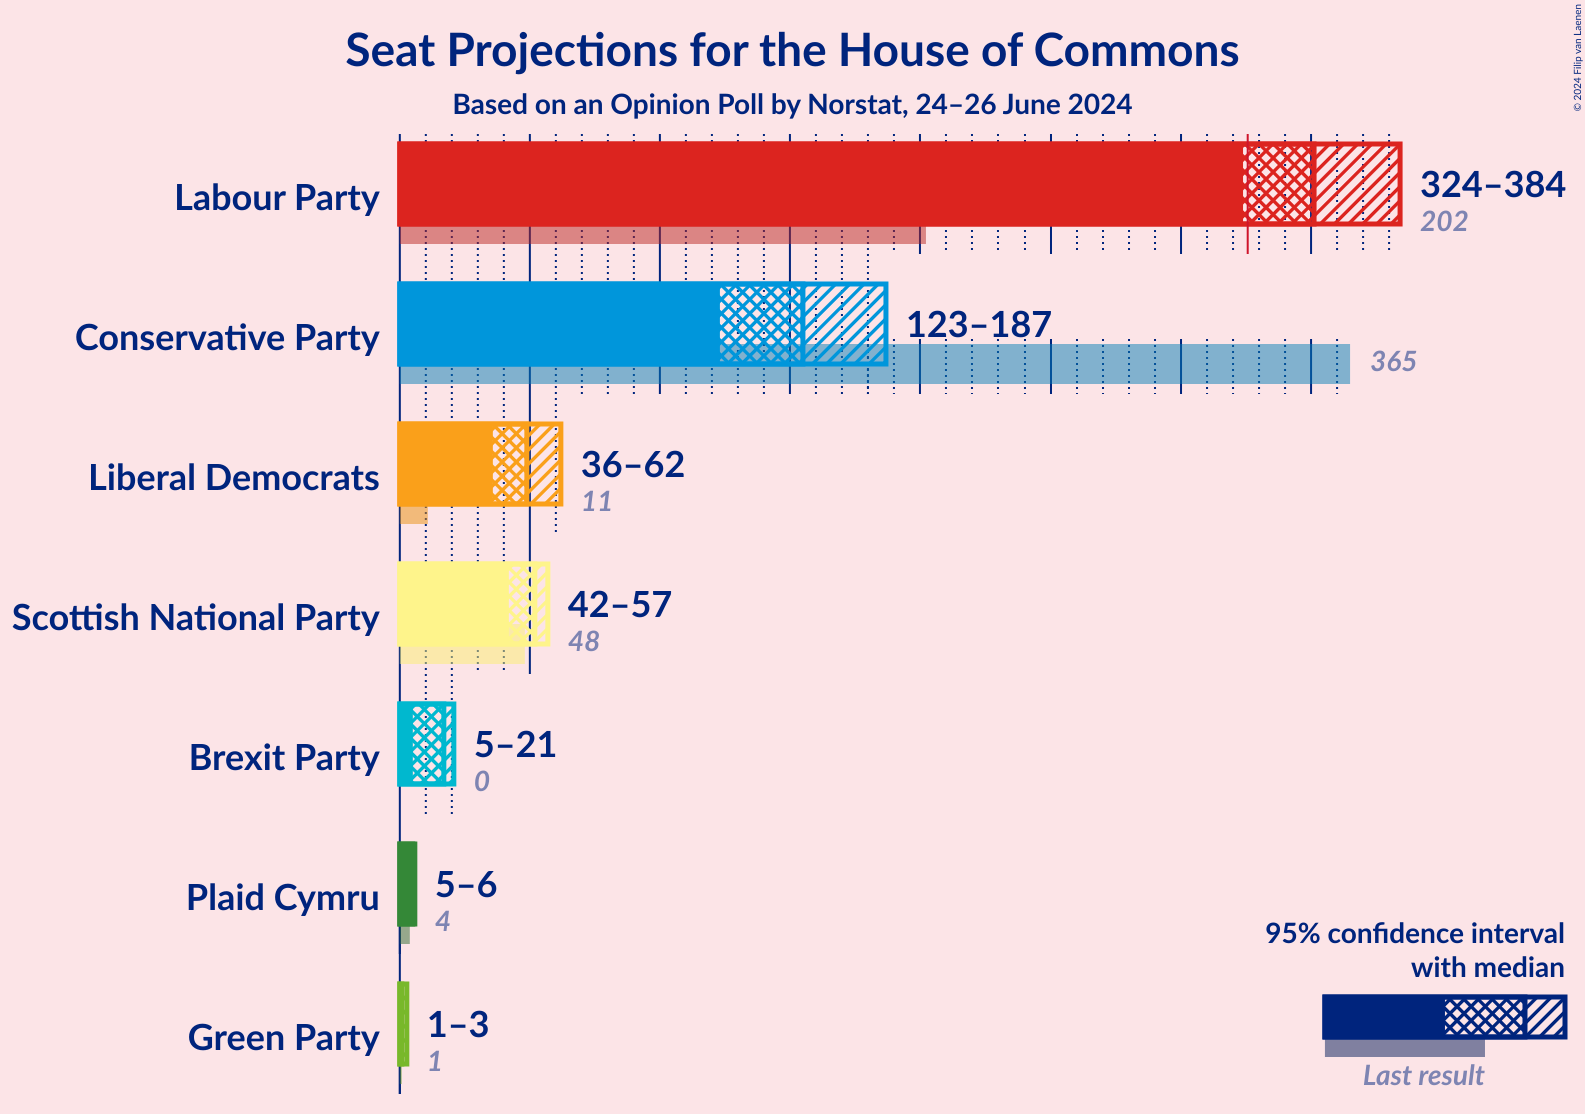 Seat Projections for the House of Commons
Based on an Opinion Poll by Norstat, 24–26 June 2024
© 2024 Filip van Laenen
Labour Party
324–384
202
Conservative Party
123–187
365
Liberal Democrats
36–62
11
Scottish National Party
42–57
48
Brexit Party
5–21
0
Plaid Cymru
5–6
4
Green Party
1–3
1
95% confidence interval
with median
Last result